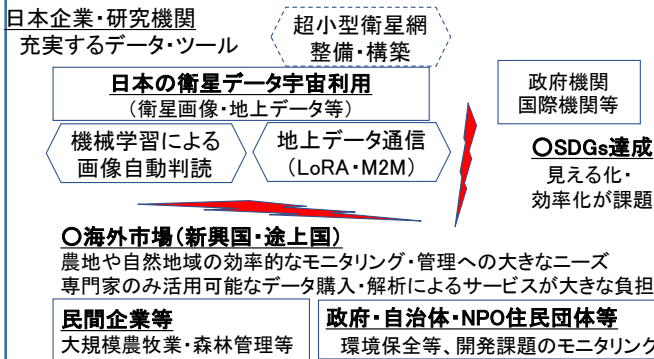 日本企業・研究機関
充実するデータ・ツール
超小型衛星網
整備・構築
日本の衛星データ宇宙利用
（衛星画像・地上データ等）
機械学習による
画像自動判読
地上データ通信
（LoRA・M2M）
政府機関
国際機関等
○SDGs達成
見える化・
効率化が課題
○海外市場（新興国・途上国）
農地や自然地域の効率的なモニタリング・管理への大きなニーズ
専門家のみ活用可能なデータ購入・解析によるサービスが大きな負担
民間企業等
大規模農牧業・森林管理等
政府・自治体・NPO住民団体等
環境保全等、開発課題のモニタリング